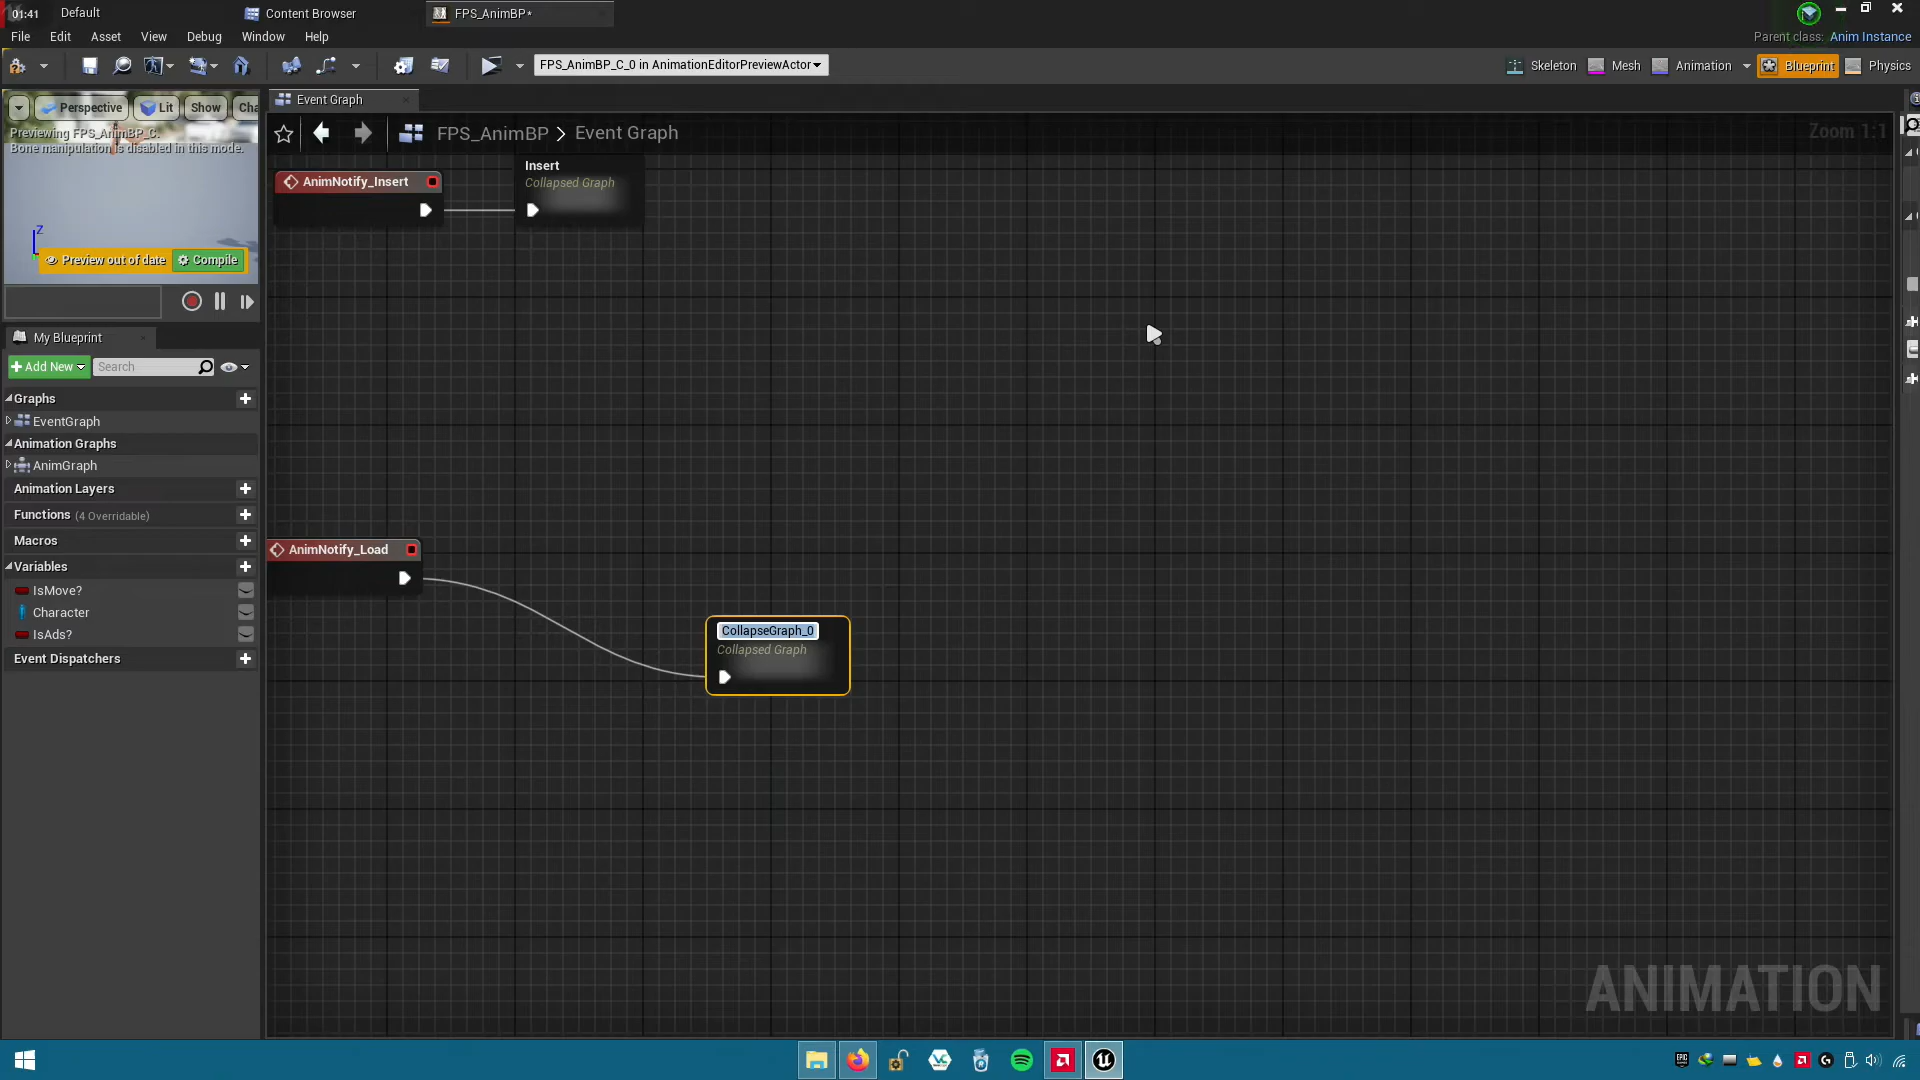 01:41
Default
Content Browser
FPS_AnimBP*
File
Edit
Asset
View
Debug
Window
Help
Parent class: Anim Instance
FPS_AnimBP_C_0 in AnimationEditorPreviewActor
Skeleton
Mesh
Animation
Blueprint
Physics
Perspective
Lit
Show
Cha
Previewing FPS_AnimBP_C.
Bone manipulation is disabled in this mode.
Z
Preview out of date
Compile
Event Graph
FPS_AnimBP > Event Graph
Zoom 1:1
My Blueprint
Add New
Search
Graphs
EventGraph
Animation Graphs
AnimGraph
Animation Layers
Functions (4 Overridable)
Macros
Variables
IsMove?
Character
IsAds?
Event Dispatchers
AnimNotify_Insert
Insert
Collapsed Graph
AnimNotify_Load
CollapseGraph_0
Collapsed Graph
ANIMATION